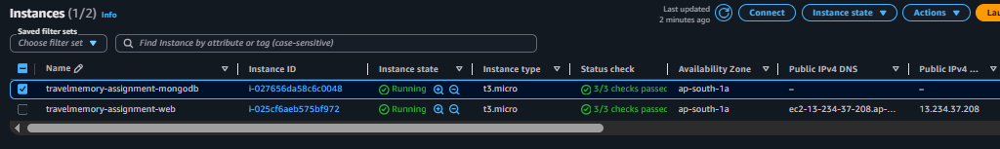 Instances (1/2) Info
Last updated
2 minutes ago
Connect
Instance state
Actions
Saved filter sets
Choose filter set
Find Instance by attribute or tag (case-sensitive)
Name Instance ID Instance state Instance type Status check Availability Zone Public IPv4 DNS Public IPv4 ...
travelmemory-assignment-mongodb i-027656da58c6c0048 Running t3.micro 3/3 checks passed ap-south-1a – –
travelmemory-assignment-web i-025cf6aeb575bf972 Running t3.micro 3/3 checks passed ap-south-1a ec2-13-234-37-208.ap-... 13.234.37.208